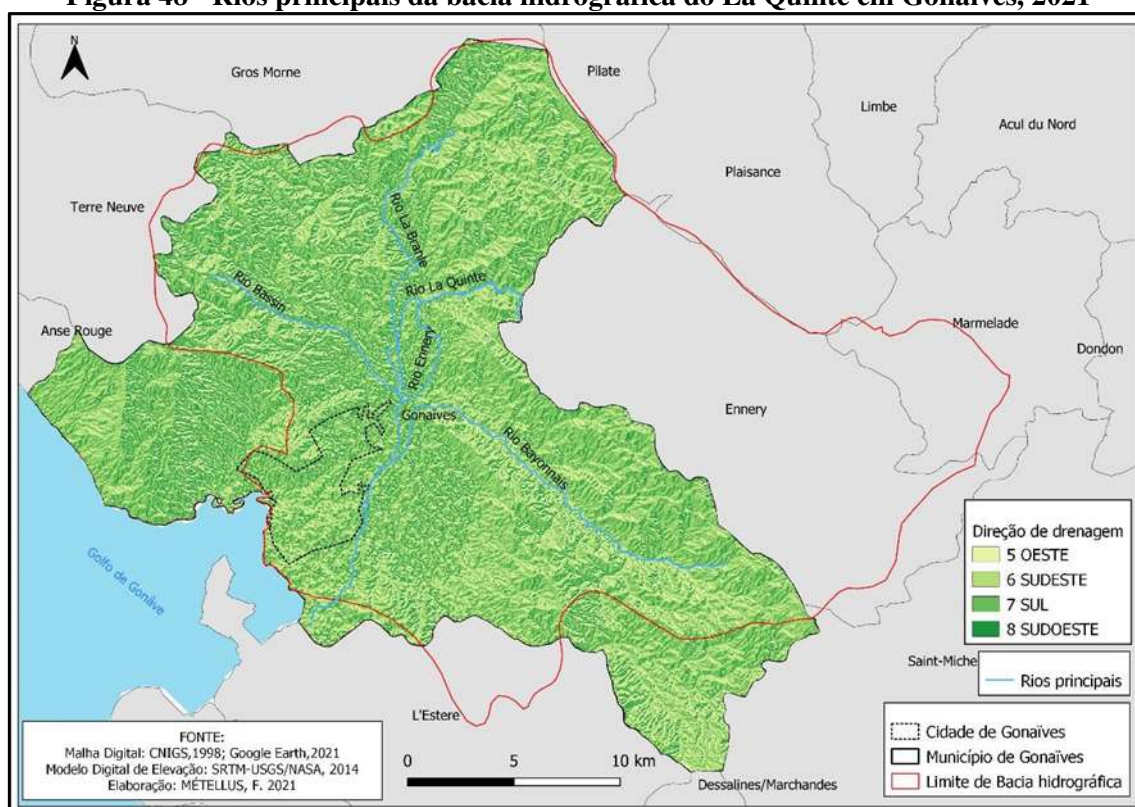 Figura 48 - Rios principais da bacia hidrográfica do La Quinte em Gonaïves, 2021
N
Gros Morne
Pilate
Limbe
Acul du Nord
Plaisance
Terre Neuve
Rio La Branle
Rio La Quinte
Rio Bassin
Anse Rouge
Marmelade
Dondon
Rio Ennery
Ennery
Gonaives
Rio Bayonnais
Golfo de Gonâve
Direção de drenagem
5 OESTE
6 SUDESTE
7 SUL
8 SUDOESTE
Saint-Miche
Rios principais
L'Estere
Cidade de Gonaïves
Município de Gonaïves
Limite de Bacia hidrográfica
FONTE:
Malha Digital: CNIGS,1998; Google Earth,2021
Modelo Digital de Elevação: SRTM-USGS/NASA, 2014
Elaboração: MÉTELLUS, F. 2021
0 5 10 km
Dessalines/Marchandes